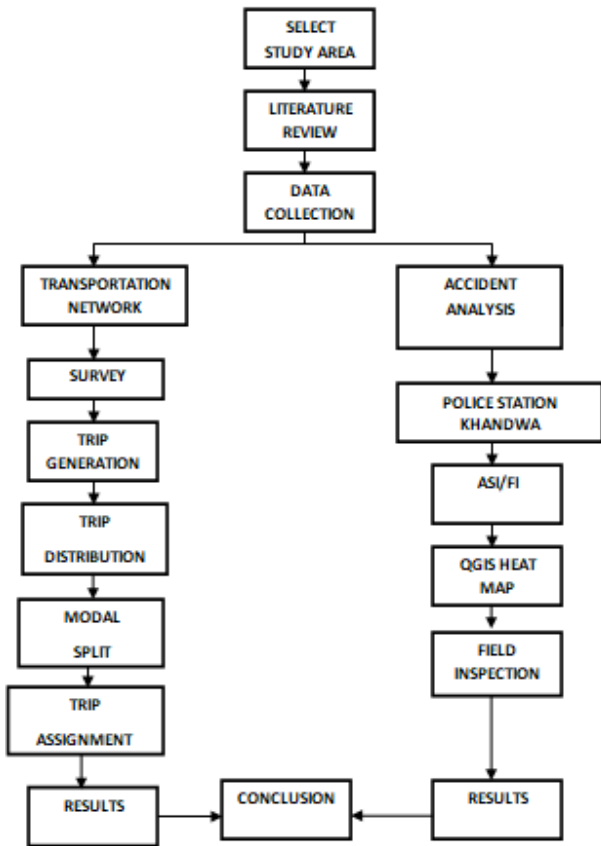 SELECT
STUDY AREA
LITERATURE
REVIEW
DATA
COLLECTION
TRANSPORTATION
NETWORK
SURVEY
TRIP
GENERATION
TRIP
DISTRIBUTION
MODAL
SPLIT
TRIP
ASSIGNMENT
RESULTS
ACCIDENT
ANALYSIS
POLICE STATION
KHANDWA
ASI/FI
QGIS HEAT
MAP
FIELD
INSPECTION
RESULTS
CONCLUSION